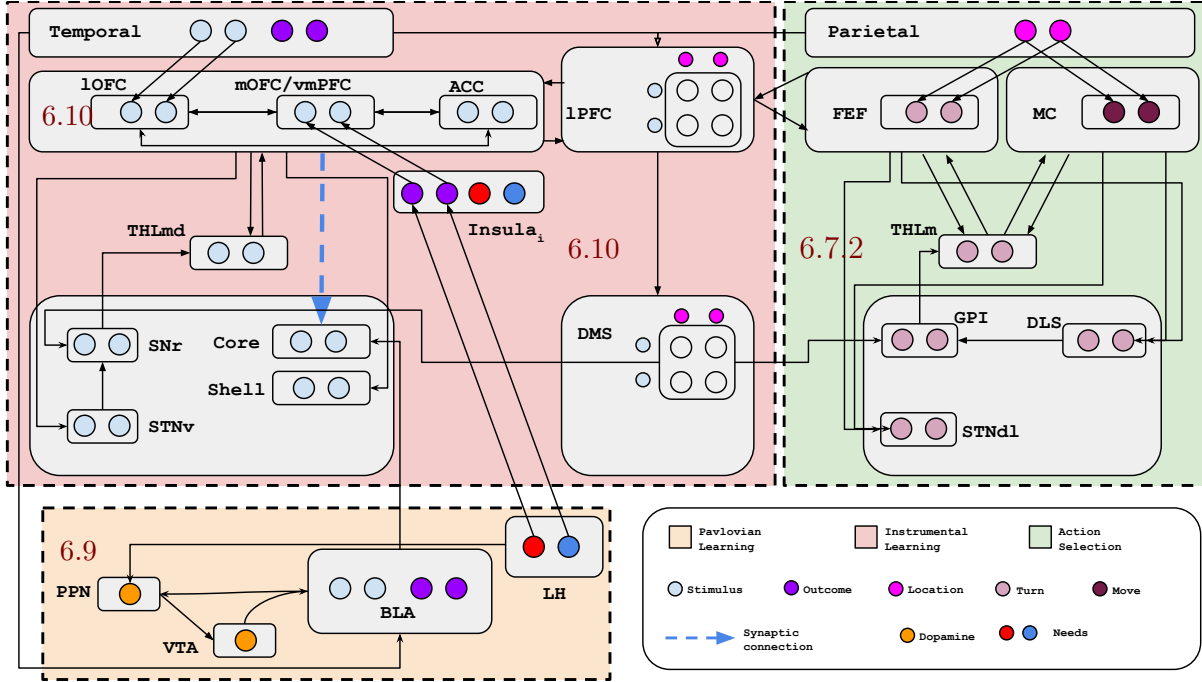 Temporal
Parietal
lOFC
mOFC/vmPFC
ACC
lPFC
FEF
MC
6.10
Insula_i
THLmd
6.10
6.7.2
THLm
SNr
Core
Shell
STNv
DMS
GPI
DLS
STNdl
6.9
PPN
VTA
BLA
LH
Pavlovian
Learning
Instrumental
Learning
Action
Selection
Stimulus
Outcome
Location
Turn
Move
Synaptic
connection
Dopamine
Needs